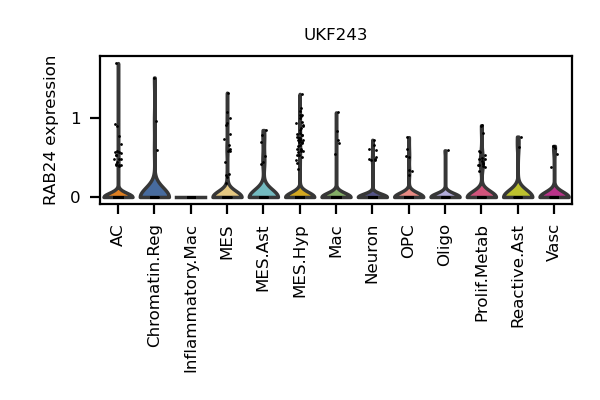 UKF243
RAB24 expression
1
0
AC
Chromatin.Reg
Inflammatory.Mac
MES
MES.Ast
MES.Hyp
Mac
Neuron
OPC
Oligo
Prolif.Metab
Reactive.Ast
Vasc